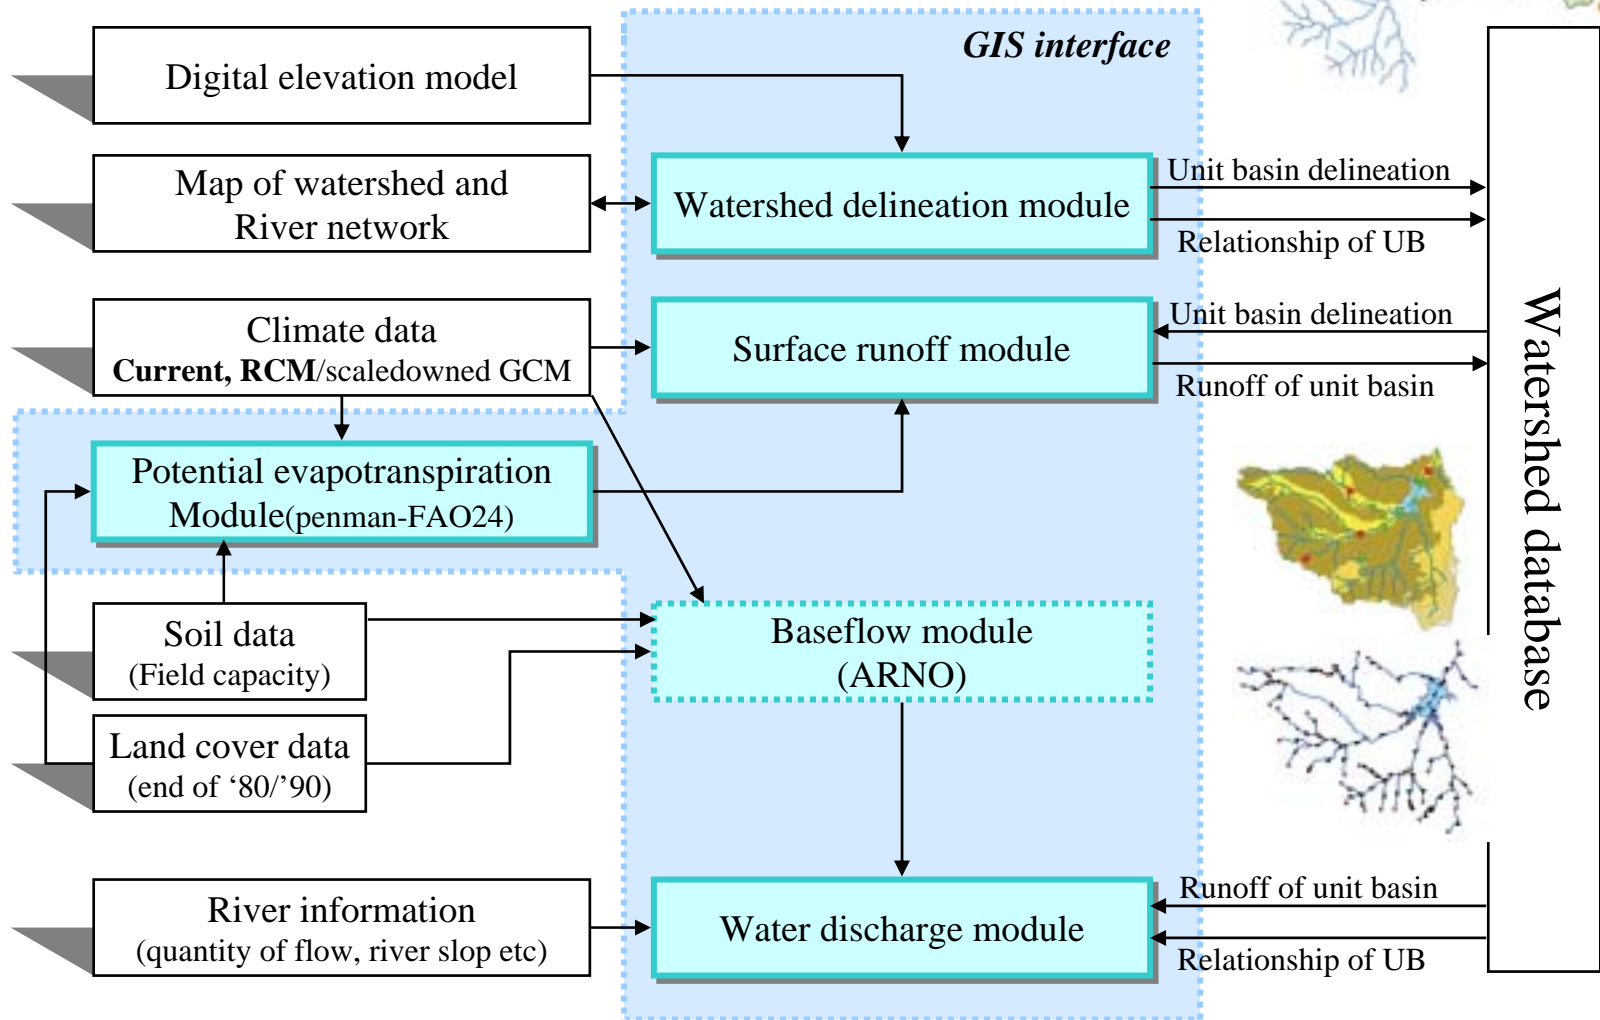 GIS interface
Digital elevation model
Map of watershed and
River network
Watershed delineation module
Unit basin delineation
Relationship of UB
Climate data
Current, RCM/scaledowned GCM
Surface runoff module
Unit basin delineation
Runoff of unit basin
Potential evapotranspiration
Module(penman-FAO24)
Soil data
(Field capacity)
Baseflow module
(ARNO)
Land cover data
(end of ‘80/’90)
River information
(quantity of flow, river slop etc)
Water discharge module
Runoff of unit basin
Relationship of UB
Watershed database